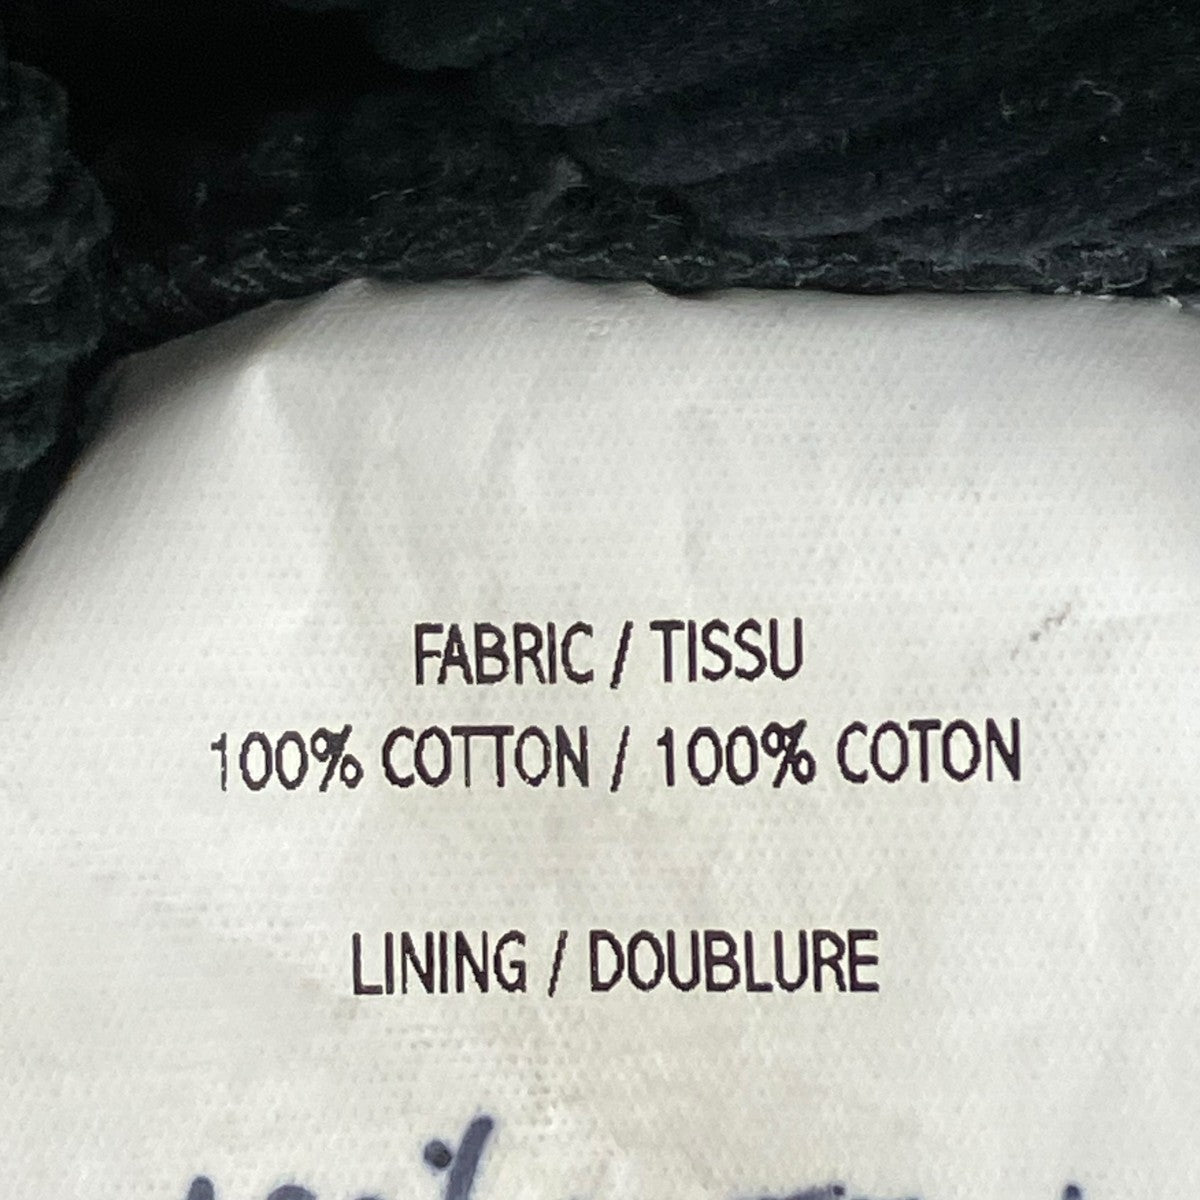 FABRIC / TISSU
100% COTTON / 100% COTON
LINING / DOUBLURE